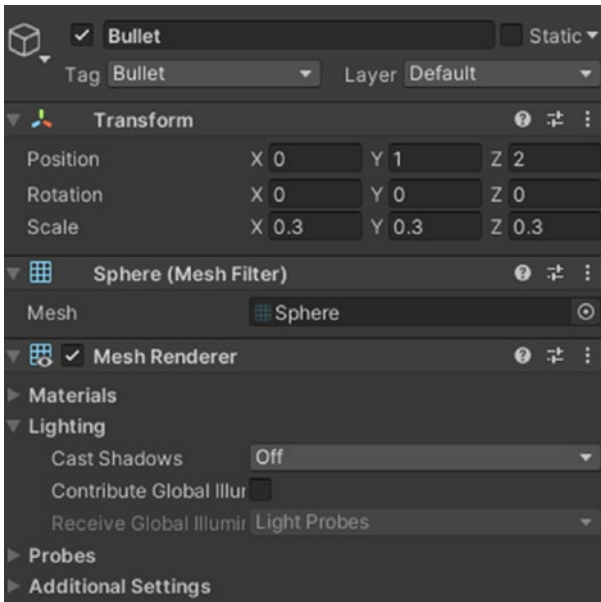 Bullet Static
Tag Bullet Layer Default
Transform
Position X 0 Y 1 Z 2
Rotation X 0 Y 0 Z 0
Scale X 0.3 Y 0.3 Z 0.3
Sphere (Mesh Filter)
Mesh Sphere
Mesh Renderer
Materials
Lighting
Cast Shadows Off
Contribute Global Illur
Receive Global Illumir Light Probes
Probes
Additional Settings